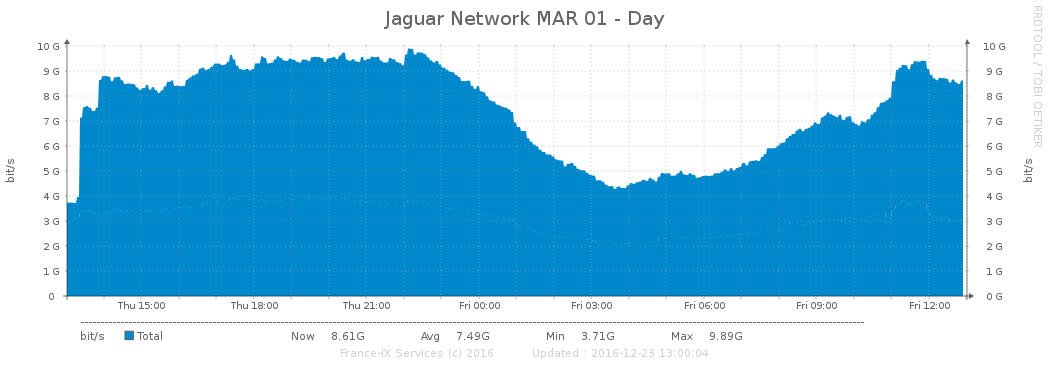 Jaguar Network MAR 01 - Day
RRDTOOL / TOBI OETIKER
bit/s
10 G 10 G
9 G 9 G
8 G 8 G
7 G 7 G
6 G 6 G
5 G 5 G
4 G 4 G
3 G 3 G
2 G 2 G
1 G 1 G
0 0 G
bit/s
Thu 15:00 Thu 18:00 Thu 21:00 Fri 00:00 Fri 03:00 Fri 06:00 Fri 09:00 Fri 12:00
bit/s Total Now 8.61G Avg 7.49G Min 3.71G Max 9.89G
France-IX Services (c) 2016 Updated : 2016-12-23 13:00:04